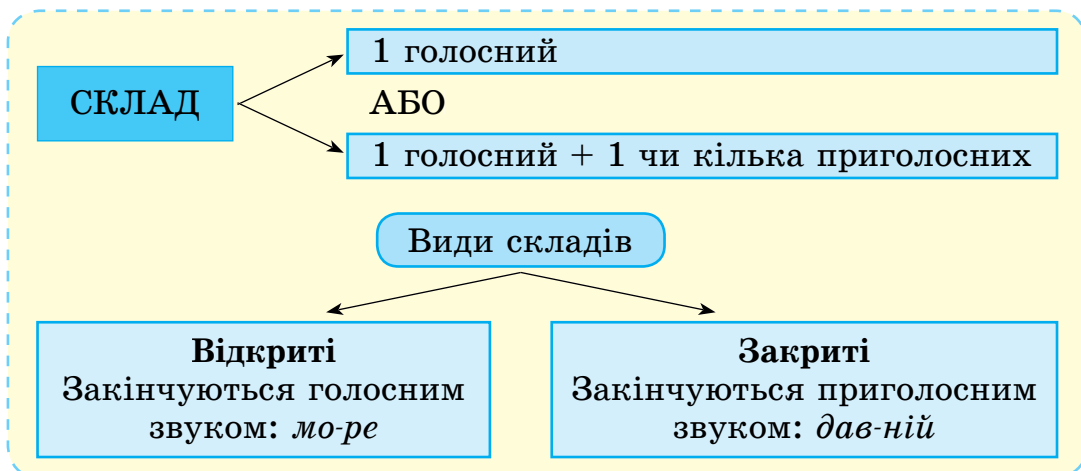 СКЛАД
1 голосний
АБО
1 голосний + 1 чи кілька приголосних
Види складів
Відкриті
Закінчуються голосним
звуком: мо-ре
Закриті
Закінчуються приголосним
звуком: дав-ній